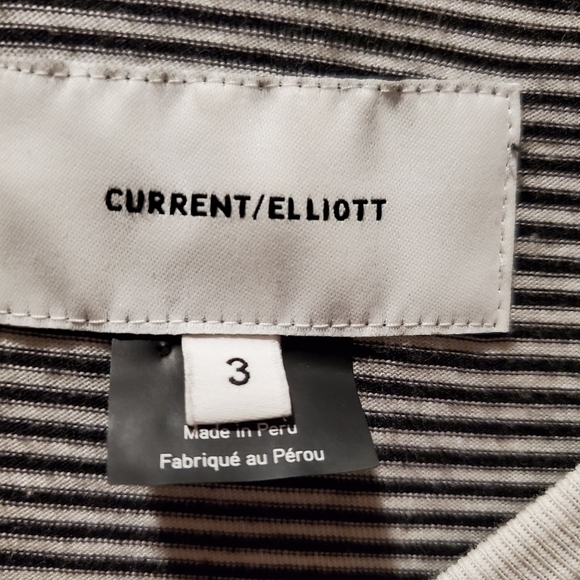 CURRENT/ELLIOTT
3
Made in Peru
Fabriqué au Pérou